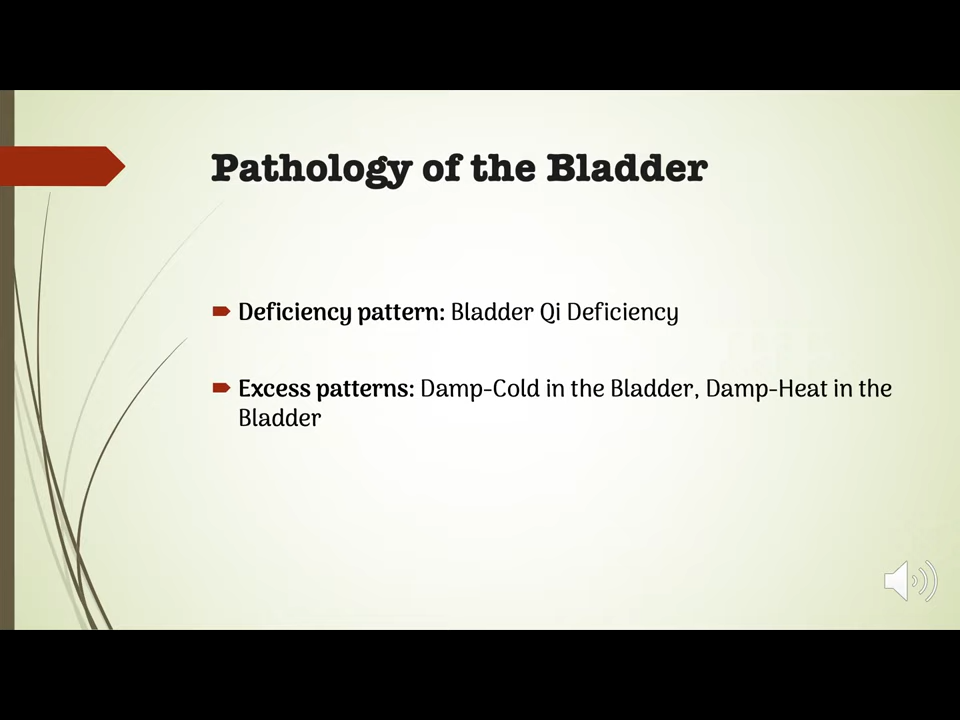 Pathology of the Bladder
Deficiency pattern: Bladder Qi Deficiency
Excess patterns: Damp-Cold in the Bladder, Damp-Heat in the
Bladder